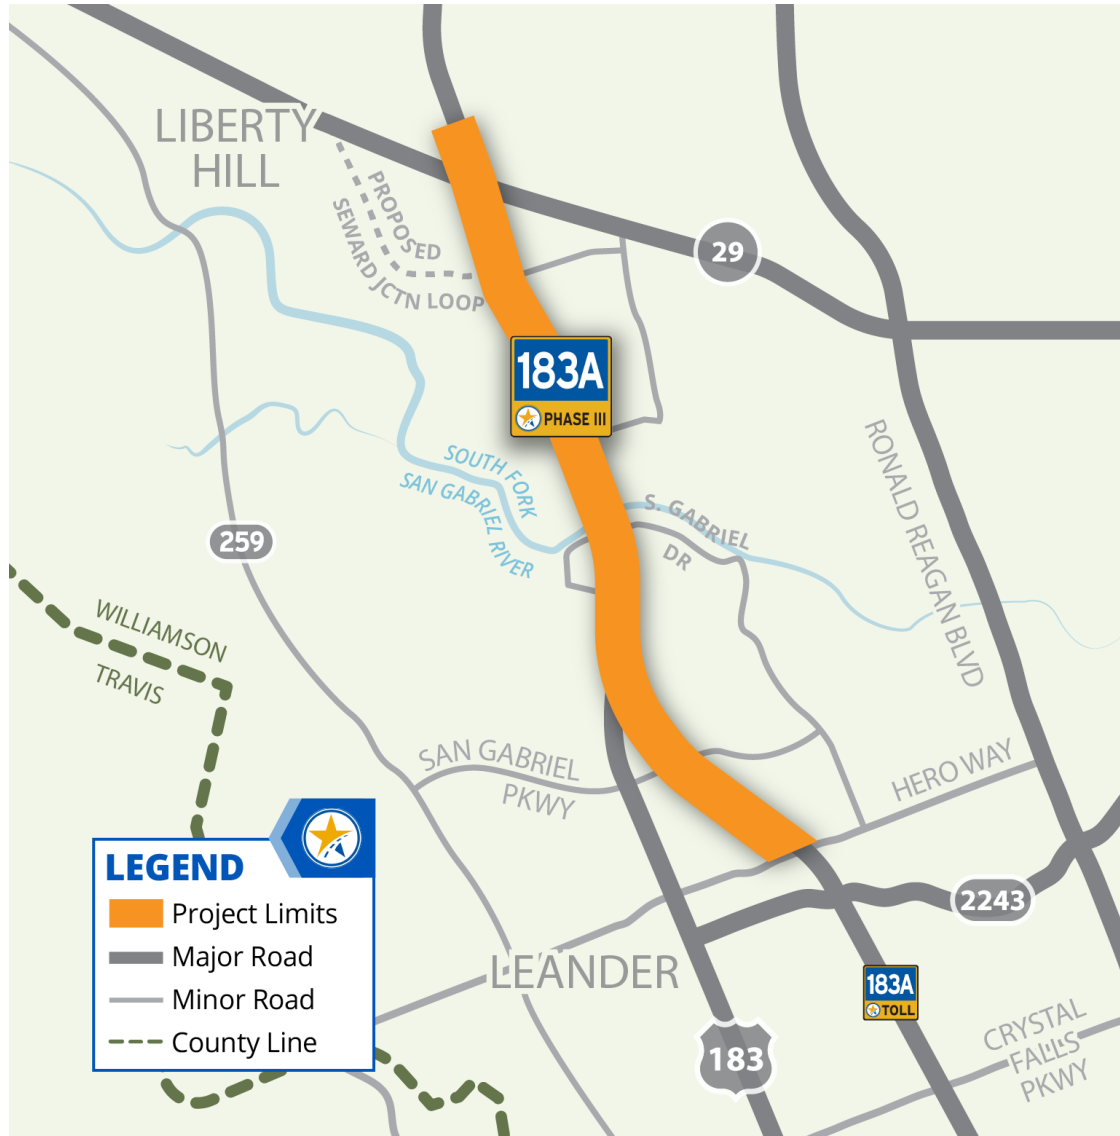 LIBERTY
HILL
PROPOSED
SEWARD JCTN LOOP
29
183A
PHASE III
SOUTH FORK
SAN GABRIEL RIVER
S. GABRIEL
DR
RONALD REAGAN BLVD
259
WILLIAMSON
TRAVIS
SAN GABRIEL
PKWY
HERO WAY
LEGEND
Project Limits
Major Road
Minor Road
County Line
2243
LEANDER
183A
TOLL
183
CRYSTAL
FALLS
PKWY